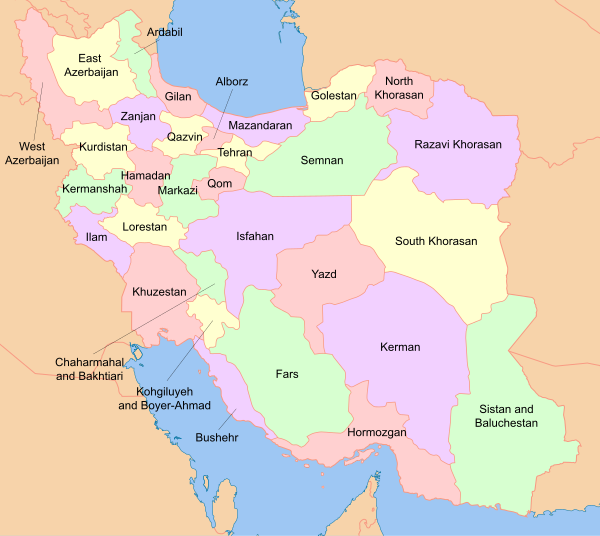 Ardabil
East
Azerbaijan
Alborz
North
Khorasan
Gilan
Golestan
Zanjan
Mazandaran
Qazvin
West
Azerbaijan
Kurdistan
Tehran
Semnan
Razavi Khorasan
Hamadan
Kermanshah
Markazi
Qom
Lorestan
Ilam
Isfahan
South Khorasan
Yazd
Khuzestan
Kerman
Chaharmahal
and Bakhtiari
Fars
Kohgiluyeh
and Boyer-Ahmad
Sistan and
Baluchestan
Bushehr
Hormozgan